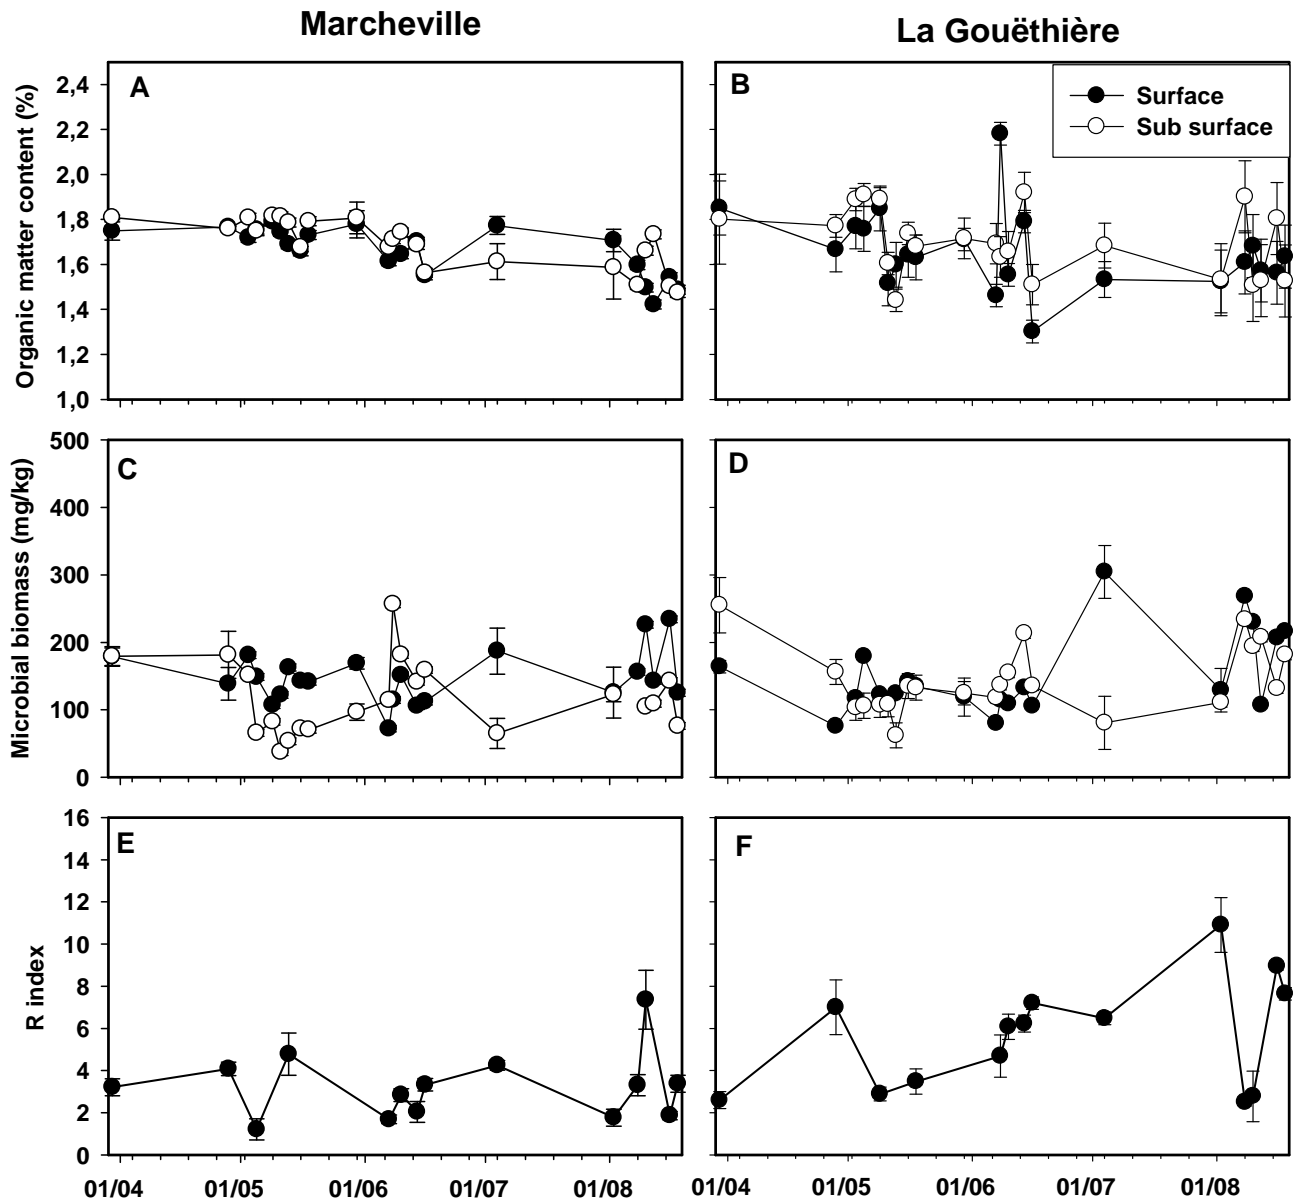 Marcheville
La Gouëthière
Organic matter content (%)
2,4
2,2
2,0
1,8
1,6
1,4
1,2
1,0
A
B
Surface
Sub surface
Microbial biomass (mg/kg)
500
400
300
200
100
0
C
D
R index
16
14
12
10
8
6
4
2
0
E
F
01/04 01/05 01/06 01/07 01/08
01/04 01/05 01/06 01/07 01/08